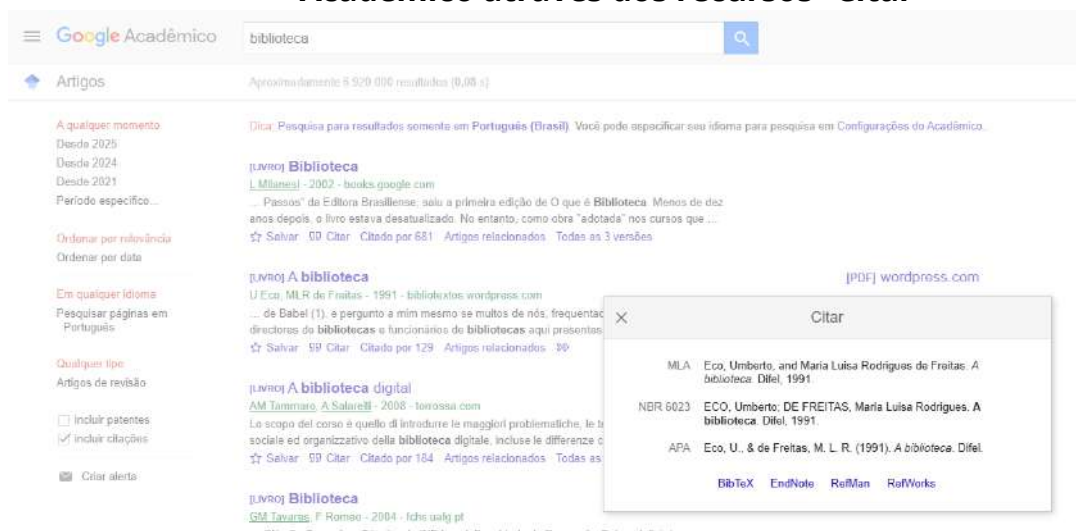 Acadêmico através dos recursos "Citar"
Google Acadêmico
biblioteca
Artigos
Aproximadamente 6 920 000 resultados (0,08 s)
A qualquer momento
Desde 2025
Desde 2024
Desde 2021
Período específico...
Ordenar por relevância
Ordenar por data
Em qualquer idioma
Pesquisar páginas em
Português
Qualquer tipo
Artigos de revisão
incluir patentes
incluir citações
Criar alerta
Dica: Pesquisa para resultados somente em Português (Brasil). Você pode especificar seu idioma para pesquisa em Configurações do Acadêmico.
[LIVRO] Biblioteca
L Milanesi - 2002 - books.google.com
... Passos" da Editora Brasiliense, saiu a primeira edição de O que é Biblioteca. Menos de dez
anos depois, o livro estava desatualizado. No entanto, como obra "adotada" nos cursos que ...
Salvar Citar Citado por 681 Artigos relacionados Todas as 3 versões
[LIVRO] A biblioteca
[PDF] wordpress.com
U Eco, MLR de Freitas - 1991 - bibliotextos.wordpress.com
... de Babel (1), e pergunto a mim mesmo se muitos de nós, frequentad
directores de bibliotecas e funcionários de bibliotecas aqui presentes
Salvar Citar Citado por 129 Artigos relacionados
[LIVRO] A biblioteca digital
AM Tammaro, A Salarelli - 2008 - torrossa.com
Lo scopo del corso è quello di introdurre le maggiori problematiche, le t
sociale ed organizzativo della biblioteca digitale, incluse le differenze c
Salvar Citar Citado por 184 Artigos relacionados Todas as
[LIVRO] Biblioteca
GM Tavares, F Romão - 2004 - fchs.ualg.pt
Citar
MLA Eco, Umberto, and Maria Luisa Rodrigues de Freitas. A
biblioteca. Difel, 1991.
NBR 6023 ECO, Umberto; DE FREITAS, Maria Luisa Rodrigues. A
biblioteca. Difel, 1991.
APA Eco, U., & de Freitas, M. L. R. (1991). A biblioteca. Difel.
BibTeX EndNote RefMan RefWorks